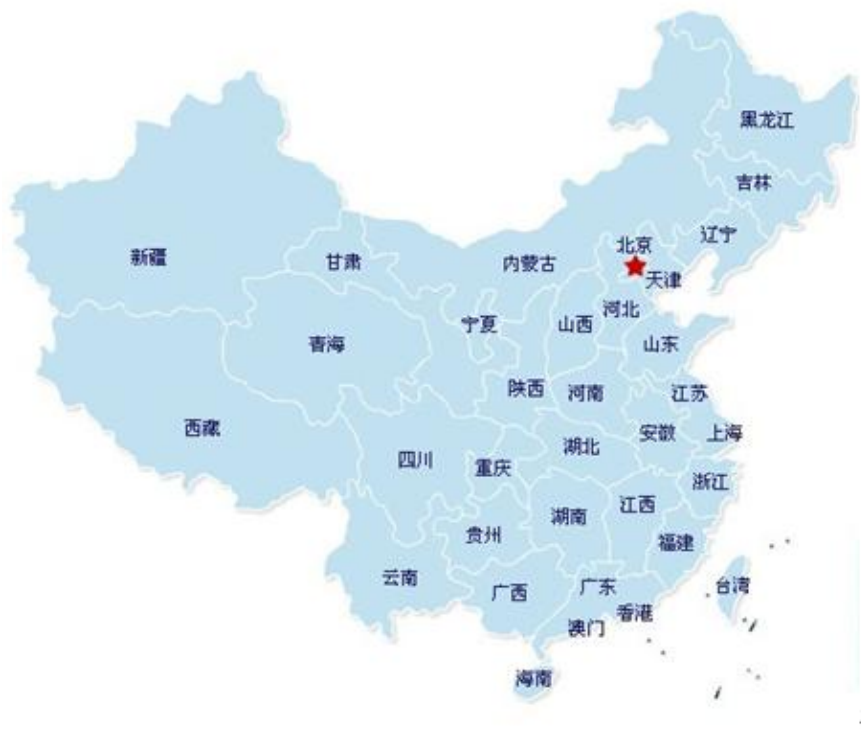 黑龙江
吉林
辽宁
北京
天津
内蒙古
新疆
甘肃
河北
宁夏
山西
青海
山东
陕西
河南
江苏
西藏
安徽
上海
湖北
四川
重庆
浙江
江西
湖南
贵州
福建
云南
广西
广东
台湾
香港
澳门
海南